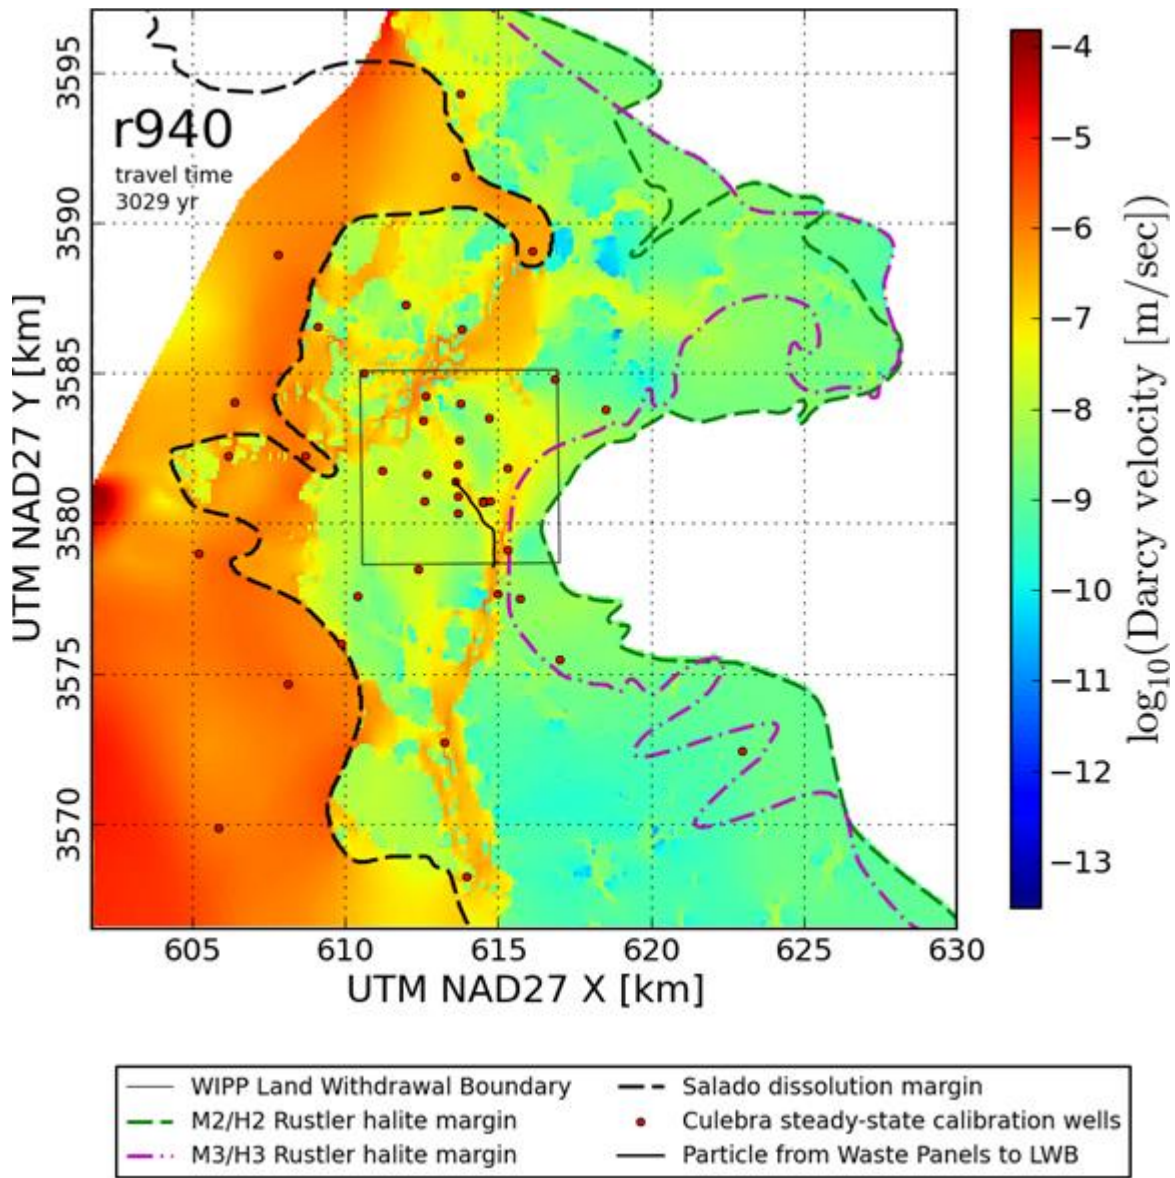 r940
travel time
3029 yr
UTM NAD27 Y [km]
3595
3590
3585
3580
3575
3570
605
610
615
620
625
630
UTM NAD27 X [km]
−4
−5
−6
−7
−8
−9
−10
−11
−12
−13
log10(Darcy velocity [m/sec])
WIPP Land Withdrawal Boundary
M2/H2 Rustler halite margin
M3/H3 Rustler halite margin
Salado dissolution margin
Culebra steady-state calibration wells
Particle from Waste Panels to LWB